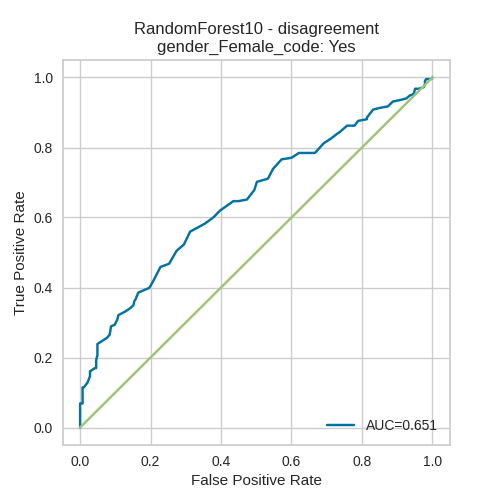 RandomForest10 - disagreement
gender_Female_code: Yes
1.0
0.8
0.6
0.4
0.2
0.0
True Positive Rate
AUC=0.651
0.0 0.2 0.4 0.6 0.8 1.0
False Positive Rate